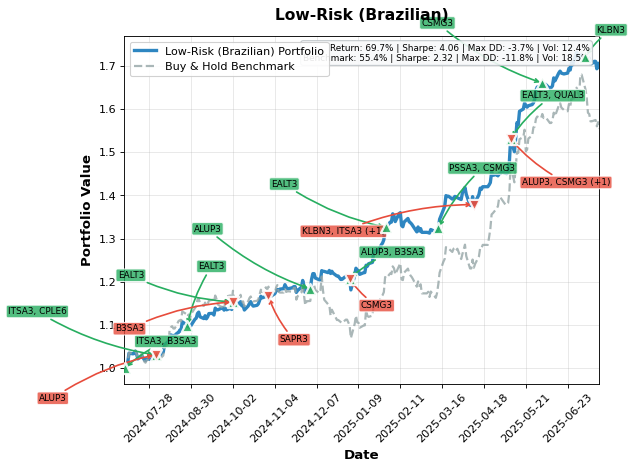 Low-Risk (Brazilian)
CSMG3
KLBN3
Low-Risk (Brazilian) Portfolio
Buy & Hold Benchmark
Return: 69.7% | Sharpe: 4.06 | Max DD: -3.7% | Vol: 12.4%
Benchmark: 55.4% | Sharpe: 2.32 | Max DD: -11.8% | Vol: 18.5%
1.7
1.6
1.5
1.4
1.3
1.2
1.1
1.0
Portfolio Value
EALT3, QUAL3
PSSA3, CSMG3
ALUP3, CSMG3 (+1)
EALT3
ALUP3
KLBN3, ITSA3 (+1)
ALUP3, B3SA3
EALT3
EALT3
CSMG3
ITSA3, CPLE6
B3SA3
ITSA3, B3SA3
SAPR3
ALUP3
2024-07-28
2024-08-30
2024-10-02
2024-11-04
2024-12-07
2025-01-09
2025-02-11
2025-03-16
2025-04-18
2025-05-21
2025-06-23
Date